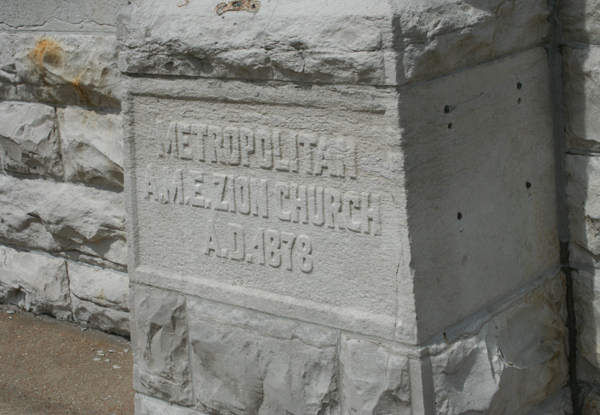 METROPOLITAN
A.M.E. ZION CHURCH
A.D. 1878